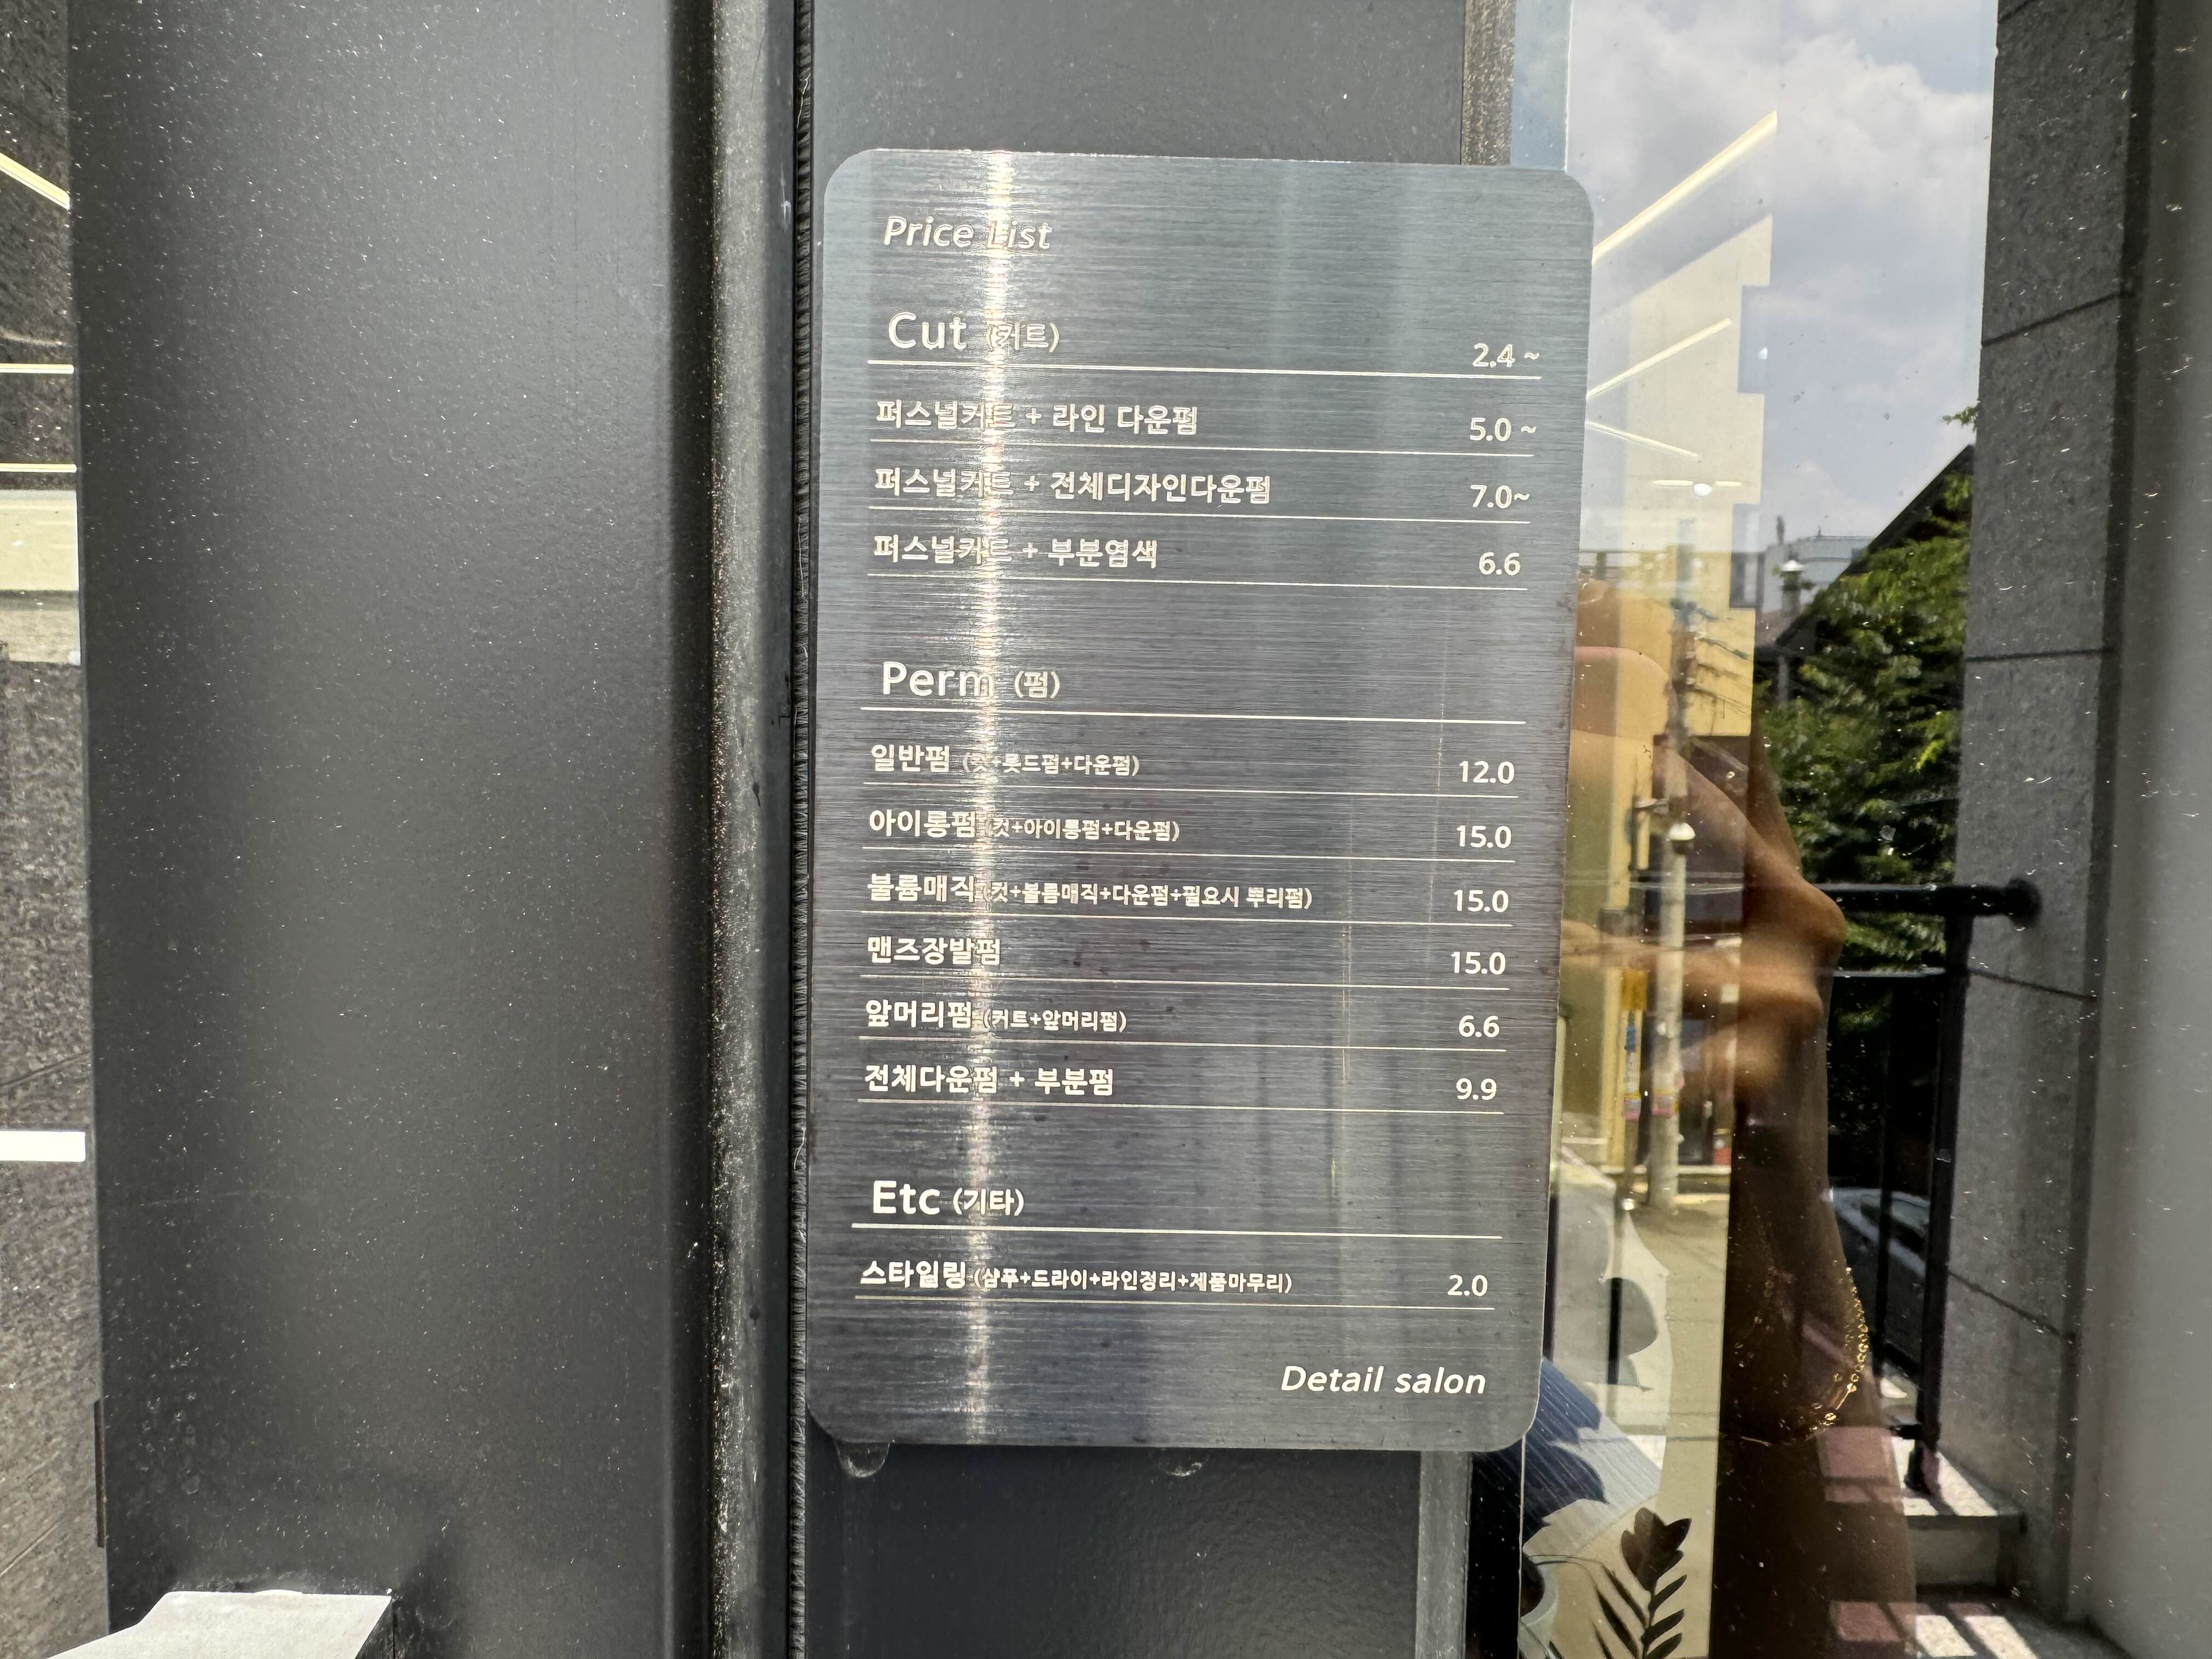 Price List
Cut (커트) 2.4 ~
퍼스널커트 + 라인 다운펌 5.0 ~
퍼스널커트 + 전체디자인다운펌 7.0~
퍼스널커트 + 부분염색 6.6
Perm (펌)
일반펌 (컷+롯드펌+다운펌) 12.0
아이롱펌 (컷+아이롱펌+다운펌) 15.0
볼륨매직 (컷+볼륨매직+다운펌+필요시 뿌리펌) 15.0
맨즈장발펌 15.0
앞머리펌 (커트+앞머리펌) 6.6
전체다운펌 + 부분펌 9.9
Etc (기타)
스타일링 (샴푸+드라이+라인정리+제품마무리) 2.0
Detail salon